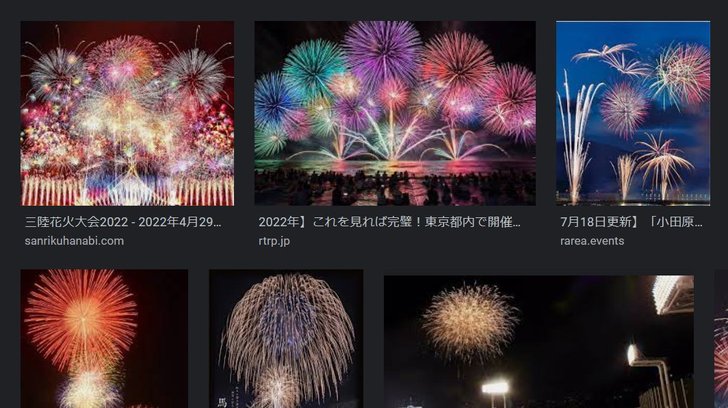 三陸花火大会2022 - 2022年4月29...
sanrikuhanabi.com
2022年】これを見れば完璧！東京都内で開催...
rtrp.jp
7月18日更新】「小田原...
rarea.events
馬